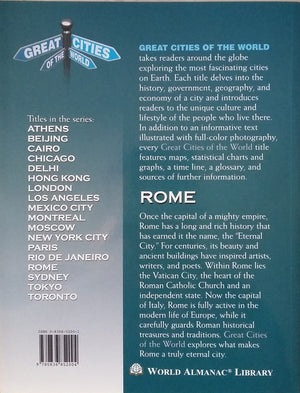 GREAT CITIES
OF THE WORLD
Titles in the series:
ATHENS
BEIJING
CAIRO
CHICAGO
DELHI
HONG KONG
LONDON
LOS ANGELES
MEXICO CITY
MONTREAL
MOSCOW
NEW YORK CITY
PARIS
RIO DE JANEIRO
ROME
SYDNEY
TOKYO
TORONTO
GREAT CITIES OF THE WORLD
takes readers around the globe
exploring the most fascinating cities
on Earth. Each title delves into the
history, government, geography, and
economy of a city and introduces
readers to the unique culture and
lifestyle of the people who live there.
In addition to an informative text
illustrated with full-color photography,
every Great Cities of the World title
features maps, statistical charts and
graphs, a time line, a glossary, and
sources of further information.
ROME
Once the capital of a mighty empire,
Rome has a long and rich history that
has earned it the name, the "Eternal
City." For centuries, its beauty and
ancient buildings have inspired artists,
writers, and poets. Within Rome lies
the Vatican City, the heart of the
Roman Catholic Church and an
independent state. Now the capital
of Italy, Rome is fully active in the
modern life of Europe, while it
carefully guards Roman historical
treasures and traditions. Great Cities
of the World explores what makes
Rome a truly eternal city.
WORLD ALMANAC® LIBRARY